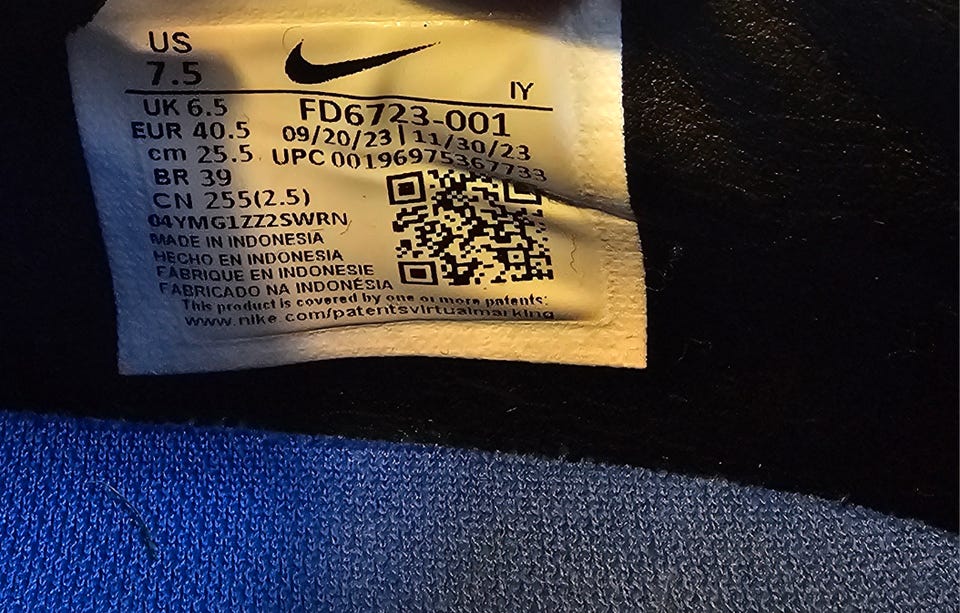 US
7.5
IY
UK 6.5
FD6723-001
EUR 40.5
09/20/23 | 11/30/23
cm 25.5
UPC 00196975367733
BR 39
CN 255(2.5)
04YMG1ZZ2SWRN
MADE IN INDONESIA
HECHO EN INDONESIA
FABRIQUE EN INDONESIE
FABRICADO NA INDONÉSIA
This product is covered by one or more patents:
www.nike.com/patentsvirtualmarking